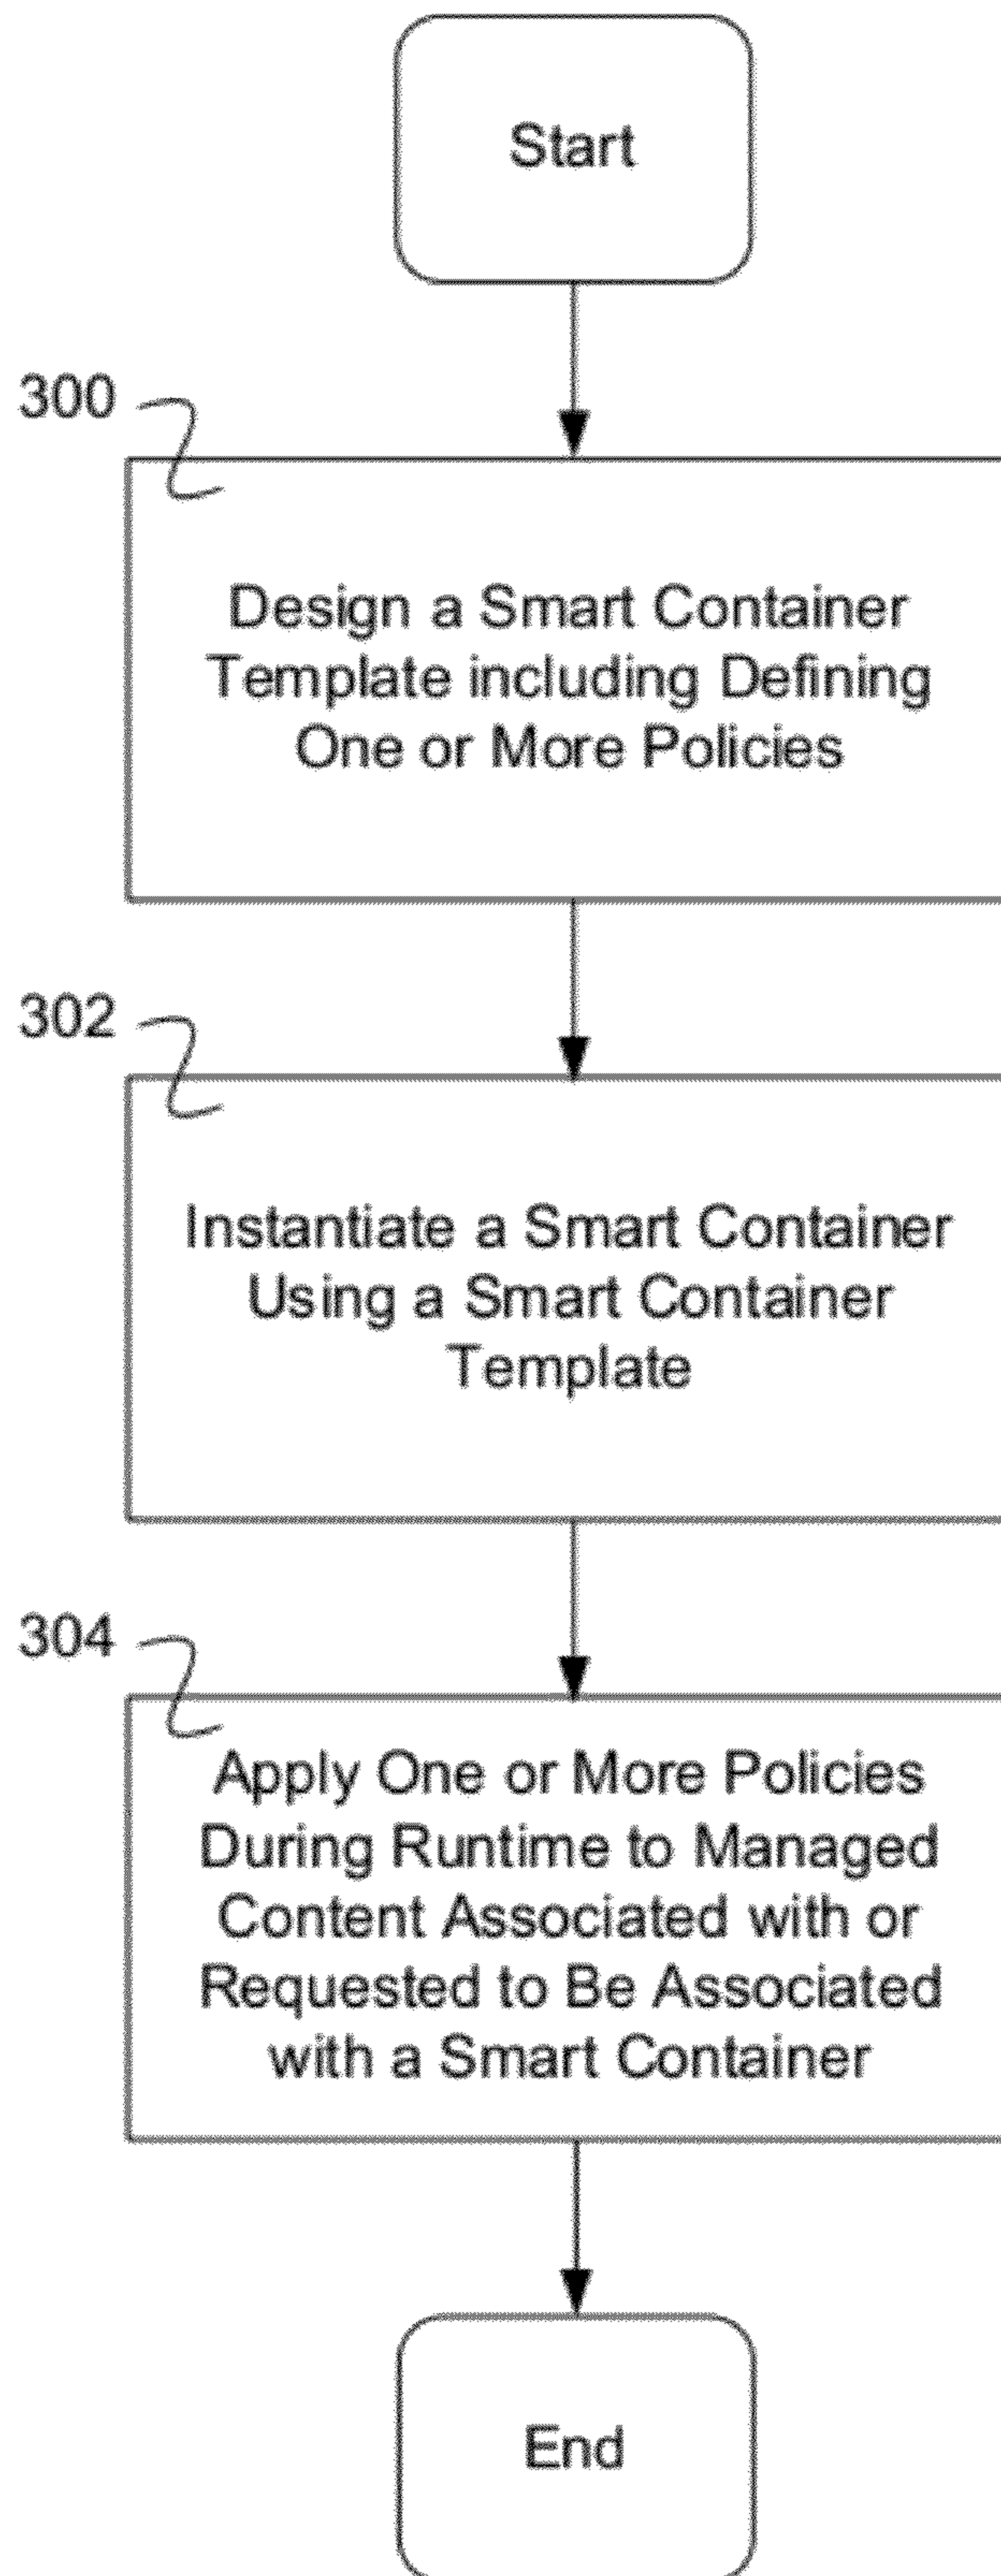 Start
300
Design a Smart Container
Template including Defining
One or More Policies
302
Instantiate a Smart Container
Using a Smart Container
Template
304
Apply One or More Policies
During Runtime to Managed
Content Associated with or
Requested to Be Associated
with a Smart Container
End